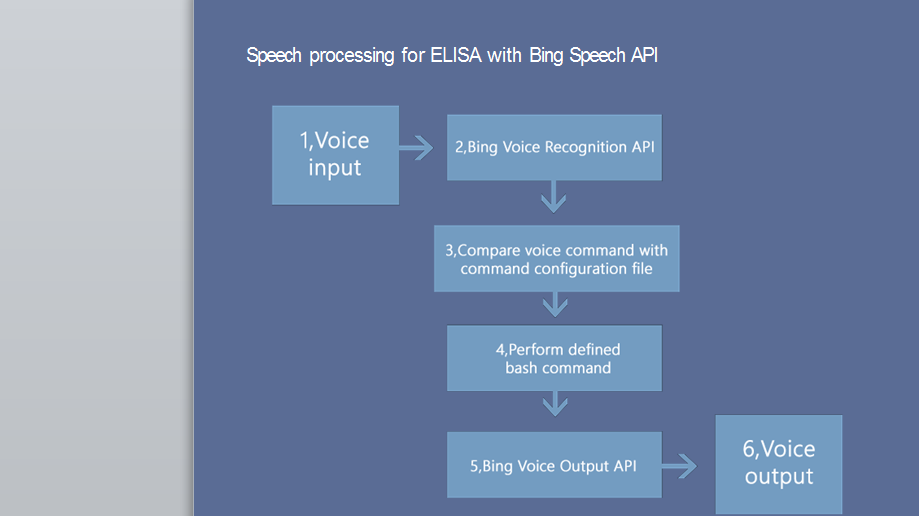 Speech processing for ELISA with Bing Speech API
1,Voice
input
2,Bing Voice Recognition API
3,Compare voice command with
command configuration file
4,Perform defined
bash command
5,Bing Voice Output API
6,Voice
output